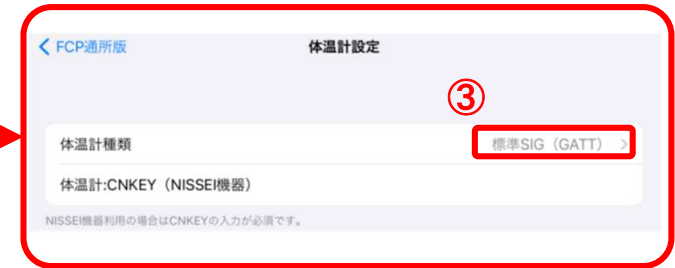 FCP通所版
体温計設定
③
体温計種類
標準SIG（GATT）
体温計:CNKEY（NISSEI機器）
NISSEI機器利用の場合はCNKEYの入力が必須です。